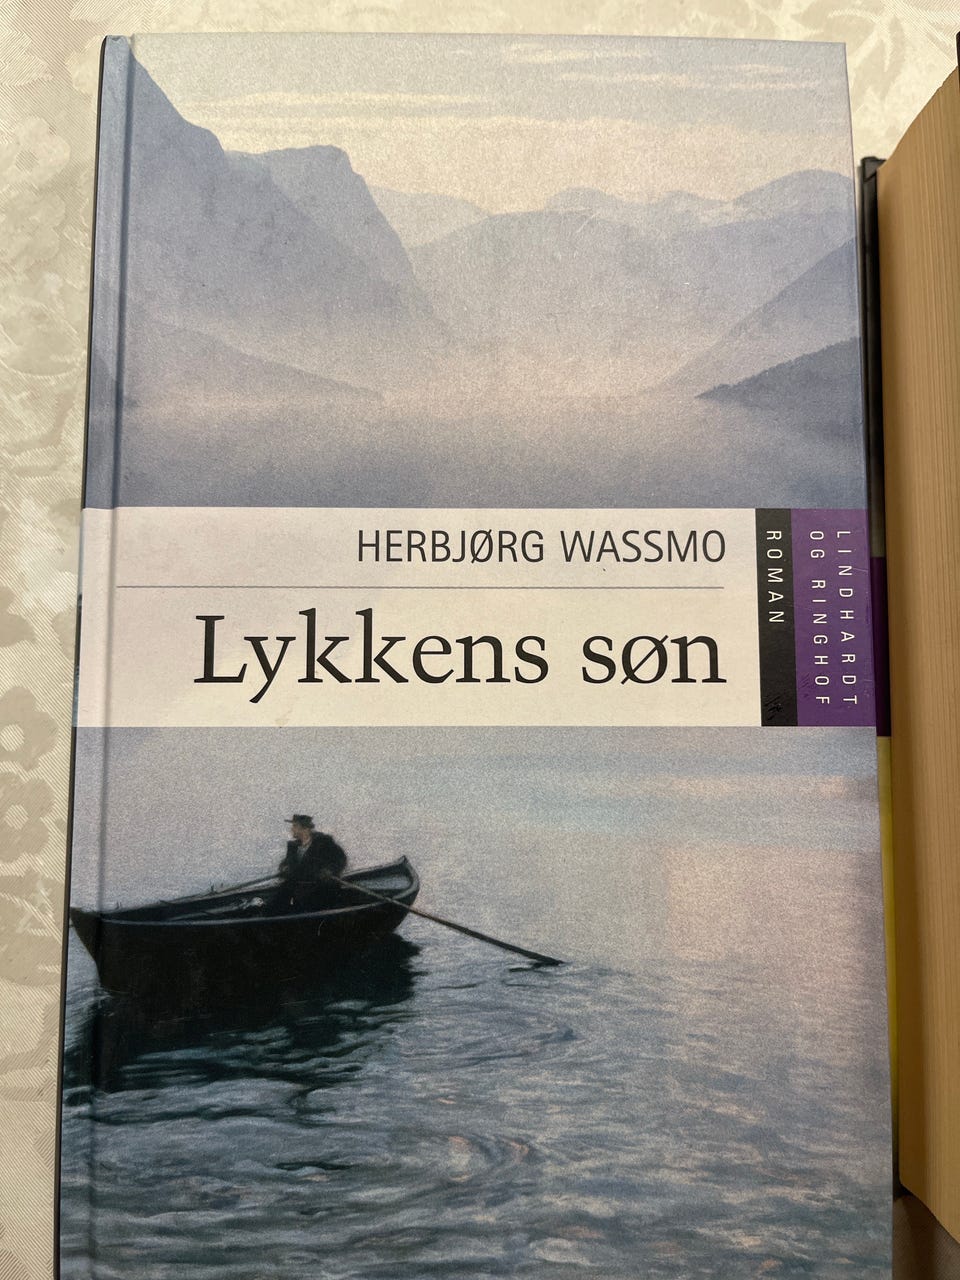 HERBJØRG WASSMO
Lykkens søn
ROMAN
LINDHARDT
OG RINGHOF